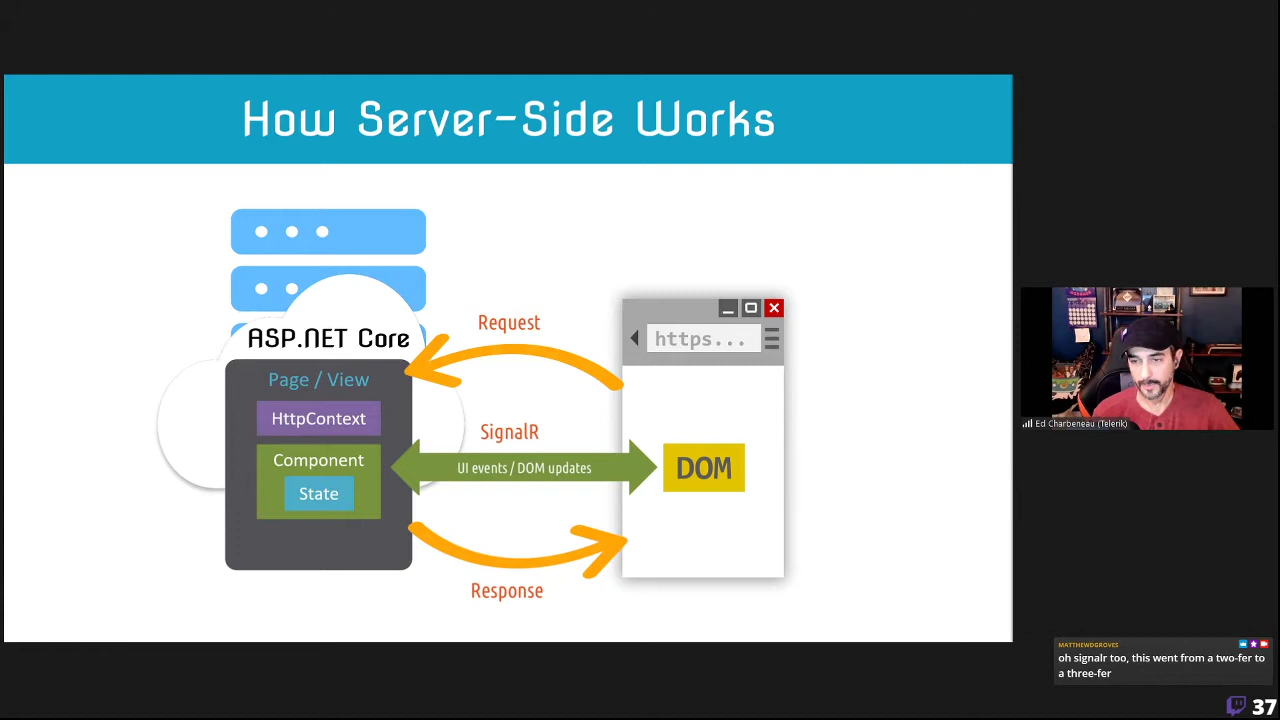 How Server-Side Works
ASP.NET Core
Page / View
HttpContext
Component
State
Request
SignalR
UI events / DOM updates
Response
https...
DOM
Ed Charbeneau (Telerik)
MATTHEWDGROVES
oh signalr too, this went from a two-fer to
a three-fer
37